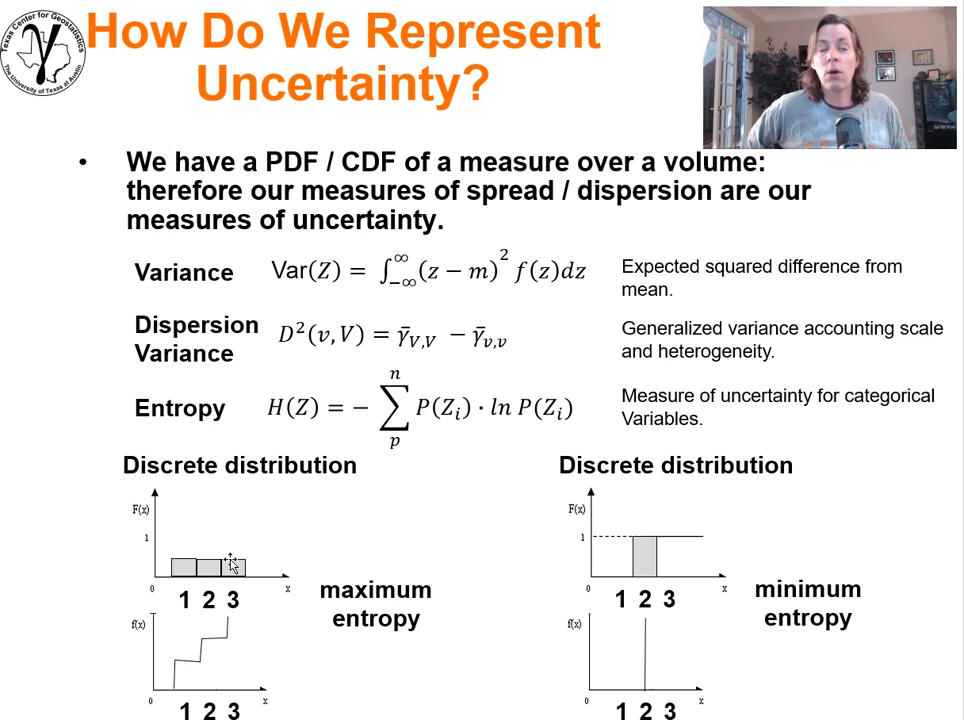 Texas Center for Geostatistics
The University of Texas at Austin
γ
How Do We Represent
Uncertainty?
• We have a PDF / CDF of a measure over a volume:
therefore our measures of spread / dispersion are our
measures of uncertainty.
Variance Var(Z) = ∫_{−∞}^{∞} (z − m)² f(z)dz Expected squared difference from
mean.
Dispersion
Variance D²(v, V) = γ̄_{V,V} − γ̄_{v,v} Generalized variance accounting scale
and heterogeneity.
Entropy H(Z) = − ∑_{p}^{n} P(Z_i) · ln P(Z_i) Measure of uncertainty for categorical
Variables.
Discrete distribution
F(x)
1
0 x
1 2 3
maximum
entropy
f(x)
0 x
1 2 3
Discrete distribution
F(x)
1
0 x
1 2 3
minimum
entropy
f(x)
0 x
1 2 3